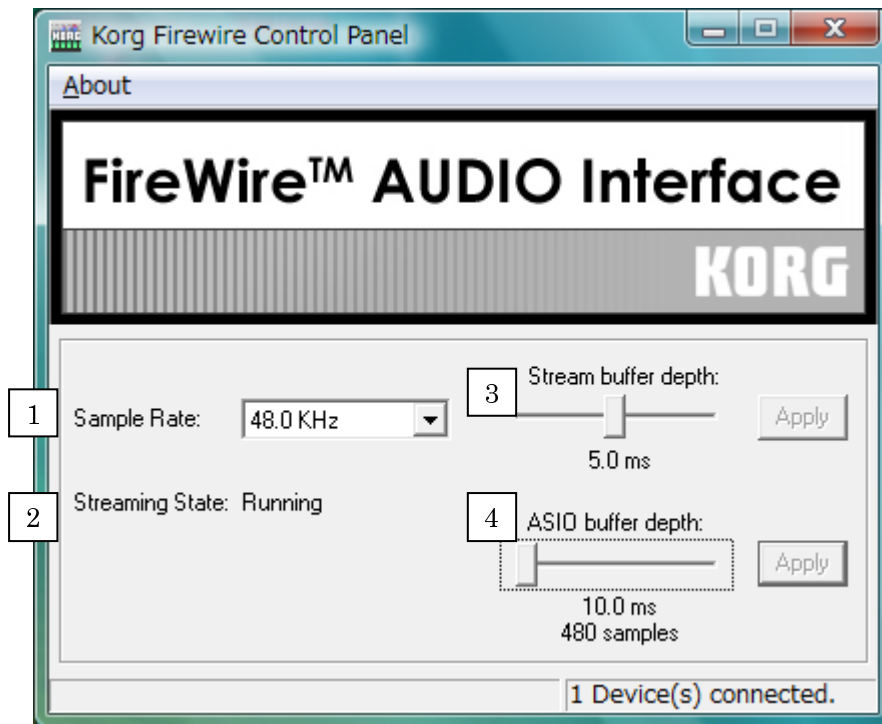 Korg Firewire Control Panel
About
FireWire™ AUDIO Interface
KORG
1
Sample Rate: 48.0 KHz
2
Streaming State: Running
3
Stream buffer depth:
Apply
5.0 ms
4
ASIO buffer depth:
Apply
10.0 ms
480 samples
1 Device(s) connected.